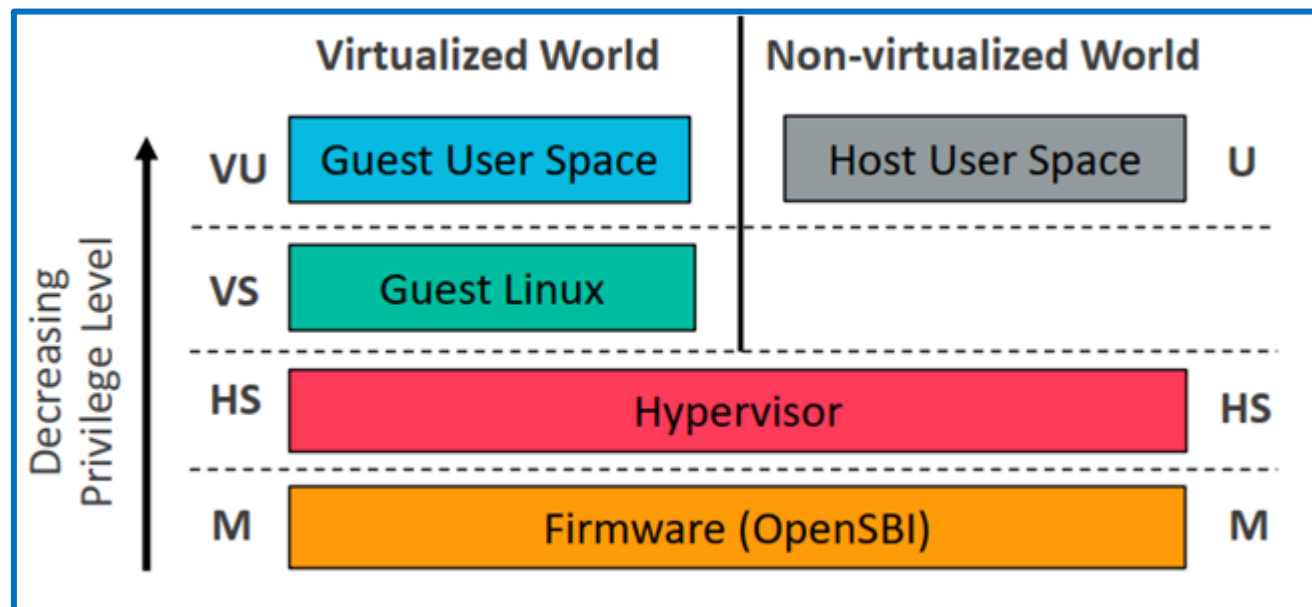 Virtualized World
Non-virtualized World
Decreasing
Privilege Level
VU
Guest User Space
Host User Space
U
VS
Guest Linux
HS
Hypervisor
HS
M
Firmware (OpenSBI)
M